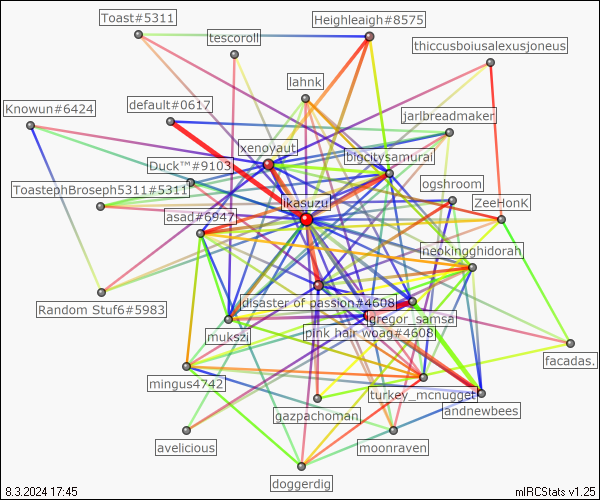 Toast#5311
Heighleaigh#8575
tescoroll
thiccusboiusalexusjoneus
lahnk
Knowun#6424
default#0617
jarlbreadmaker
xenoyaut
bigcitysamurai
Duck™#9103
ToastephBroseph5311#5311
ogshroom
ikasuzu
ZeeHonK
asad#6947
neokingghidorah
Random Stuf6#5983
disaster of passion#4608
gregor_samsa
mukszi
pink hair woag#4608
facadas.
mingus4742
turkey_mcnugget
andnewbees
gazpachoman.
avelicious
moonraven
doggerdig
8.3.2024 17:45
mIRCStats v1.25